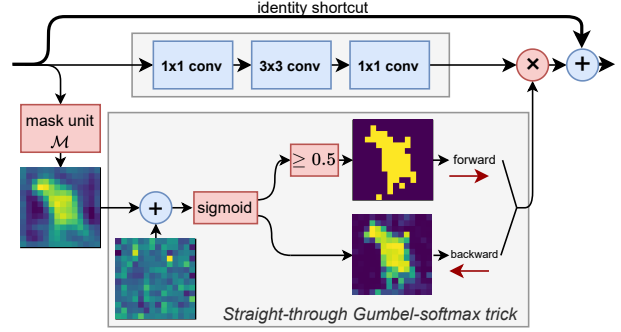 identity shortcut
1x1 conv
3x3 conv
1x1 conv
×
+
mask unit
ℳ
≥ 0.5
forward
+
sigmoid
backward
Straight-through Gumbel-softmax trick